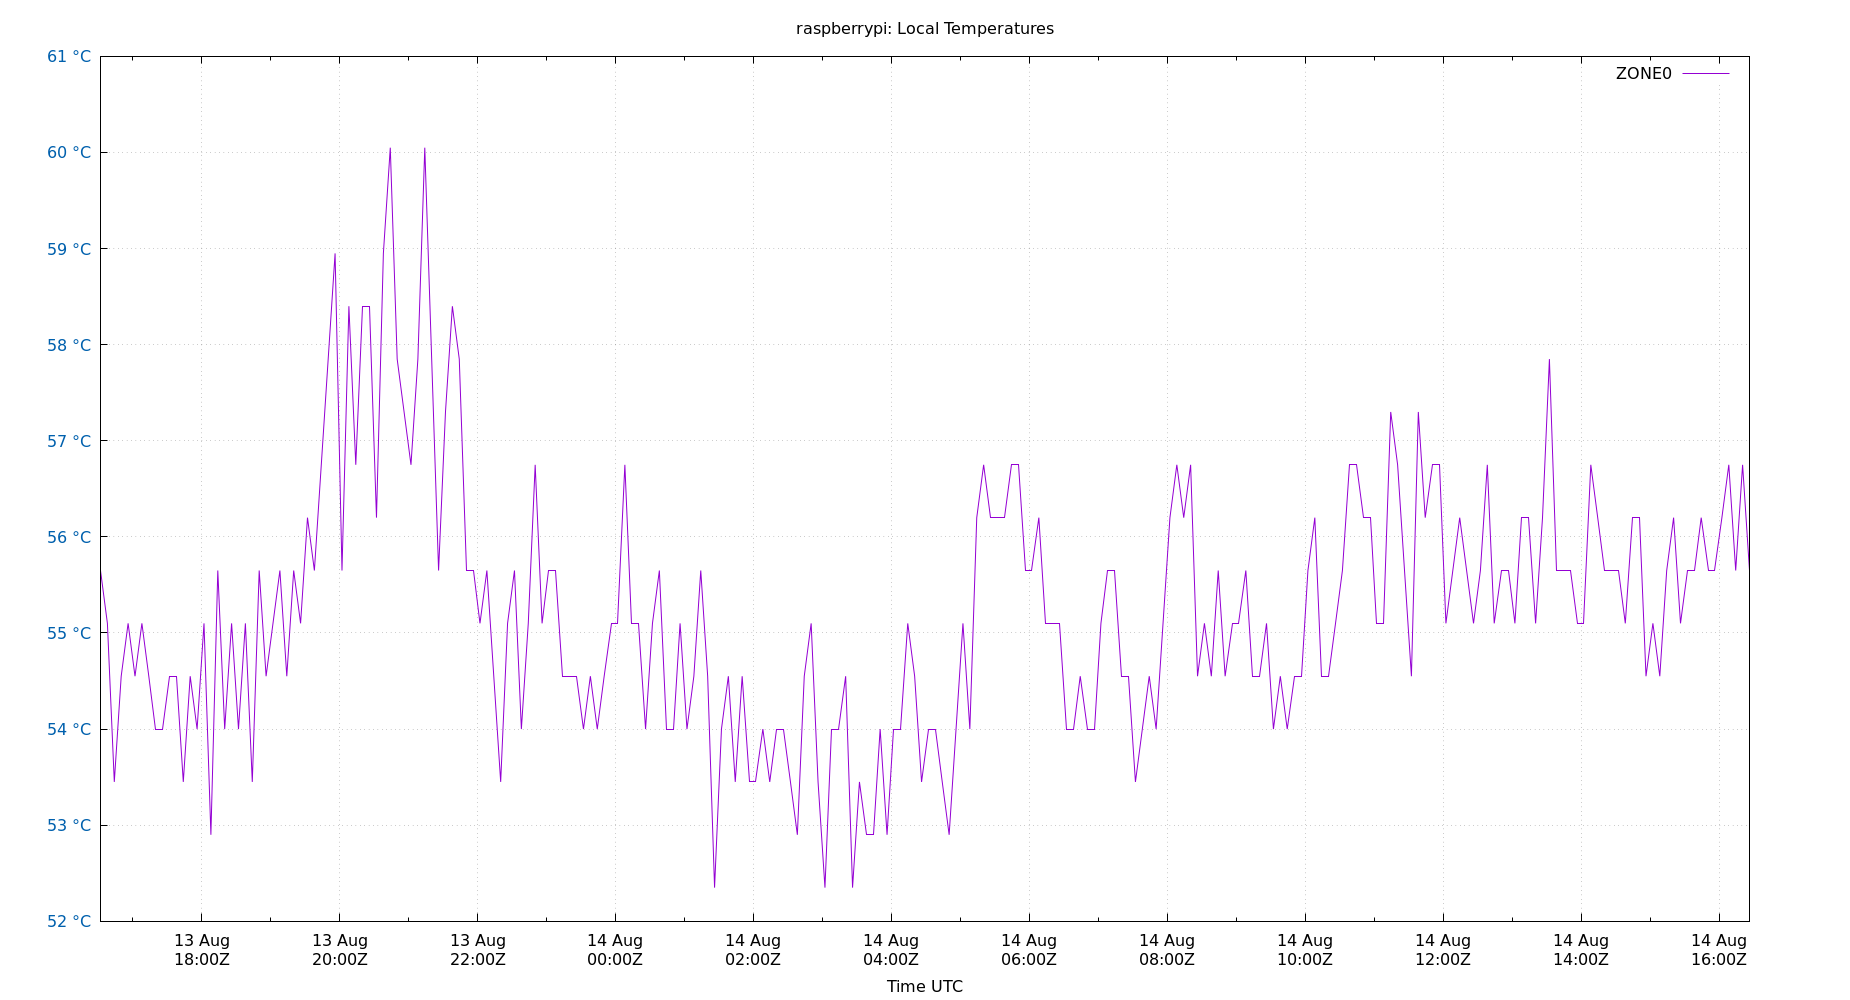 raspberrypi: Local Temperatures
61 °C
ZONE0
60 °C
59 °C
58 °C
57 °C
56 °C
55 °C
54 °C
53 °C
52 °C
13 Aug 13 Aug 13 Aug 14 Aug 14 Aug 14 Aug 14 Aug 14 Aug 14 Aug 14 Aug 14 Aug 14 Aug
18:00Z 20:00Z 22:00Z 00:00Z 02:00Z 04:00Z 06:00Z 08:00Z 10:00Z 12:00Z 14:00Z 16:00Z
Time UTC